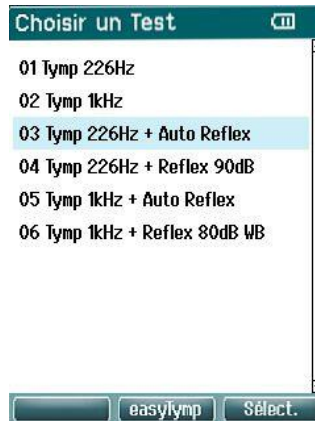 Choisir un Test
01 Tymp 226Hz
02 Tymp 1kHz
03 Tymp 226Hz + Auto Reflex
04 Tymp 226Hz + Reflex 90dB
05 Tymp 1kHz + Auto Reflex
06 Tymp 1kHz + Reflex 80dB WB
easyTymp Sélect.